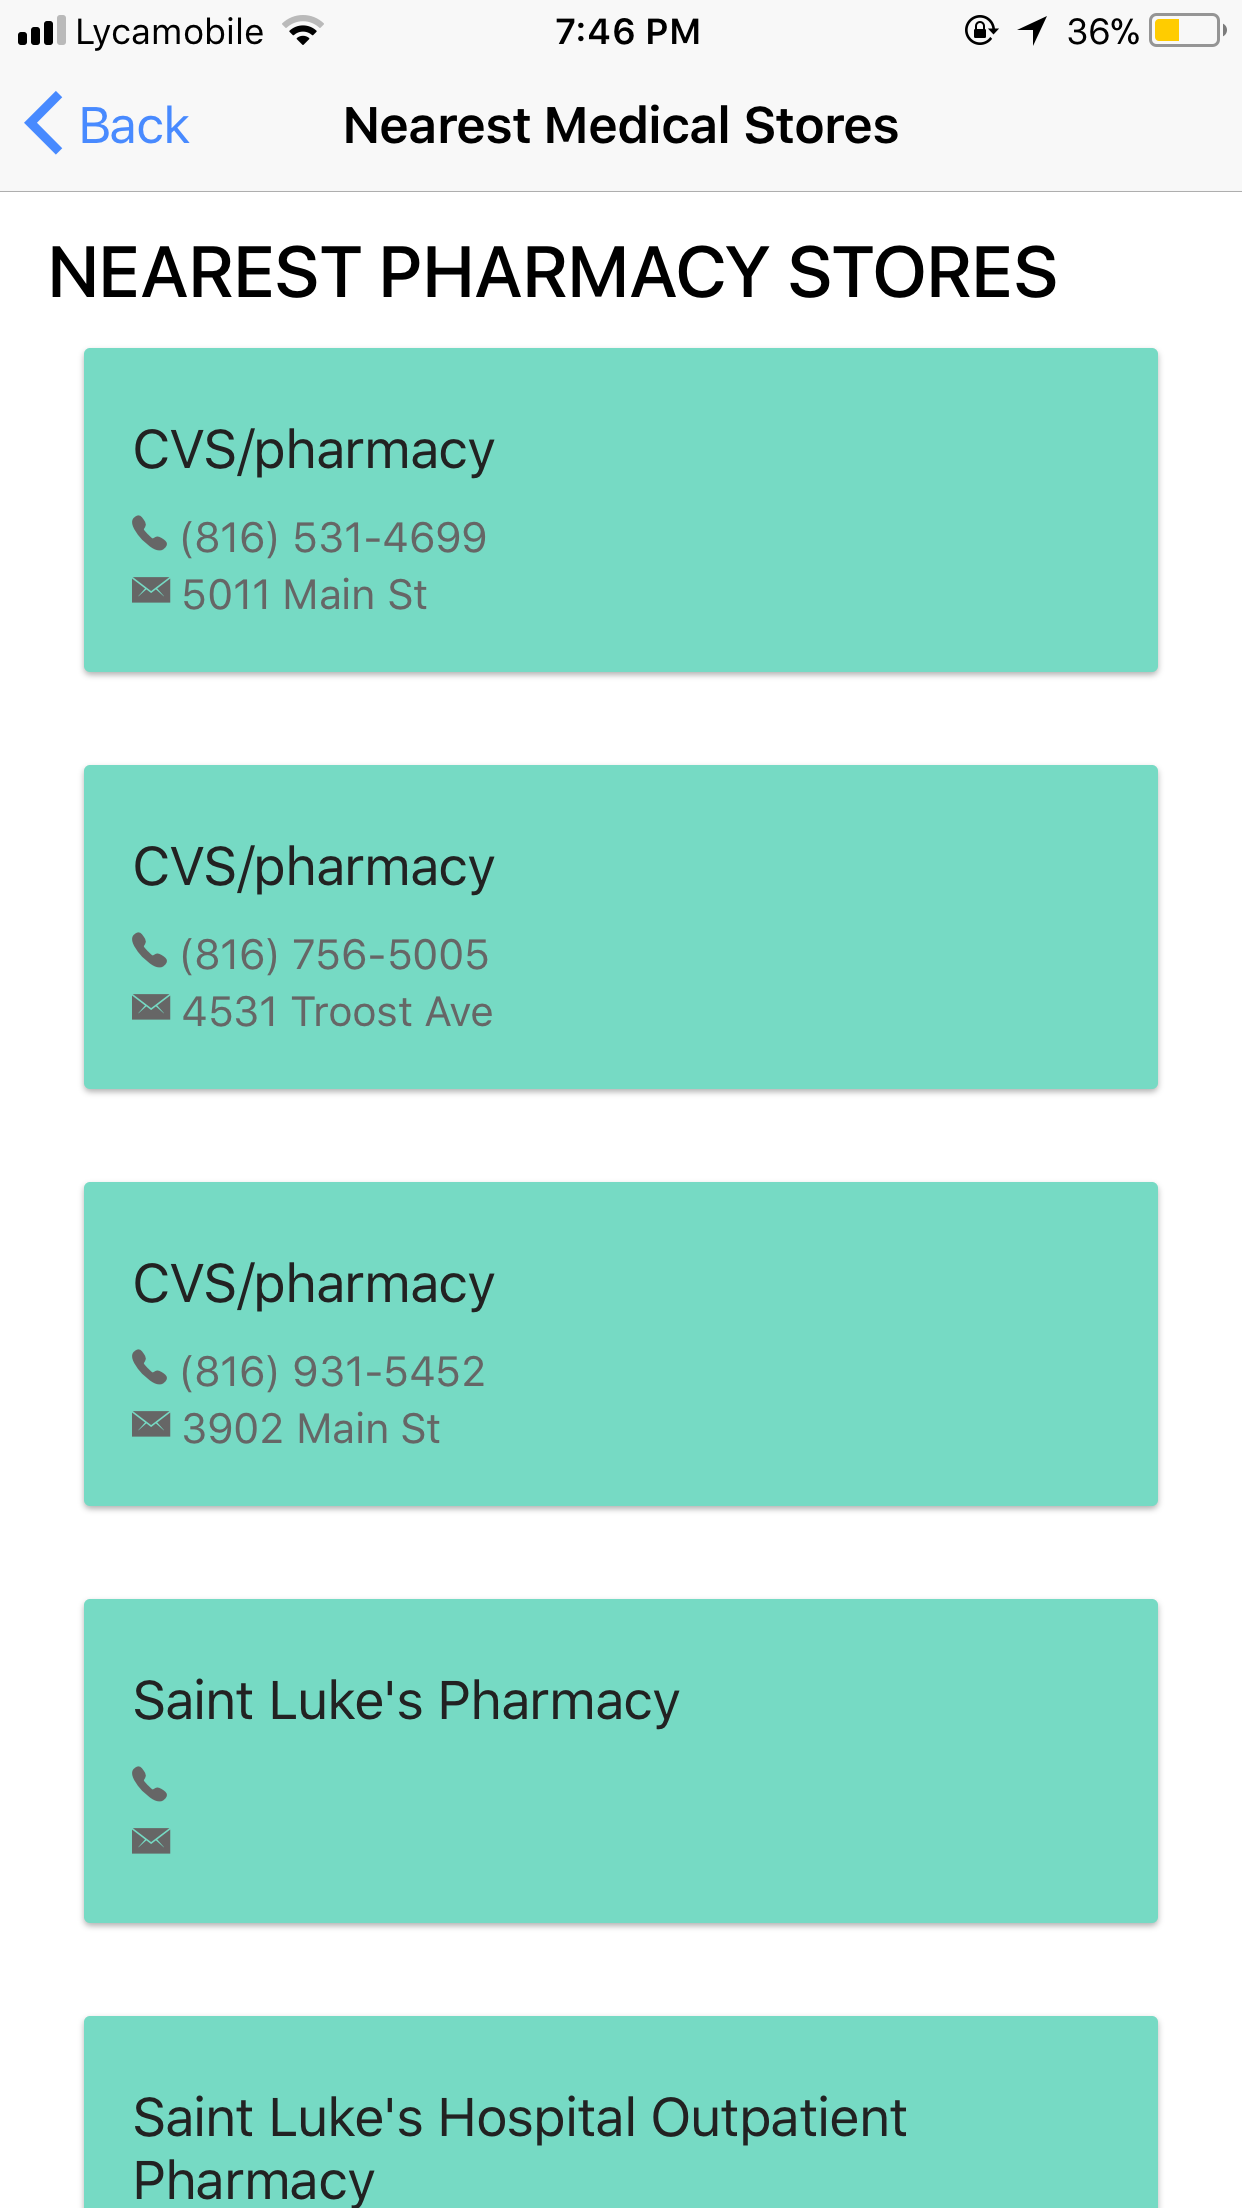 Lycamobile 7:46 PM 36%
Back Nearest Medical Stores
NEAREST PHARMACY STORES
CVS/pharmacy
(816) 531-4699
5011 Main St
CVS/pharmacy
(816) 756-5005
4531 Troost Ave
CVS/pharmacy
(816) 931-5452
3902 Main St
Saint Luke's Pharmacy
Saint Luke's Hospital Outpatient
Pharmacy